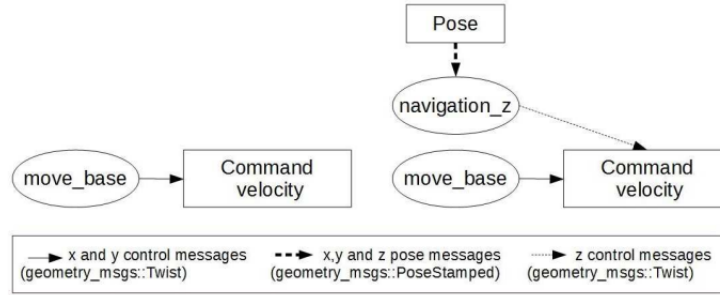 Pose
navigation_z
move_base
Command
velocity
move_base
Command
velocity
x and y control messages
(geometry_msgs::Twist)
x,y and z pose messages
(geometry_msgs::PoseStamped)
z control messages
(geometry_msgs::Twist)